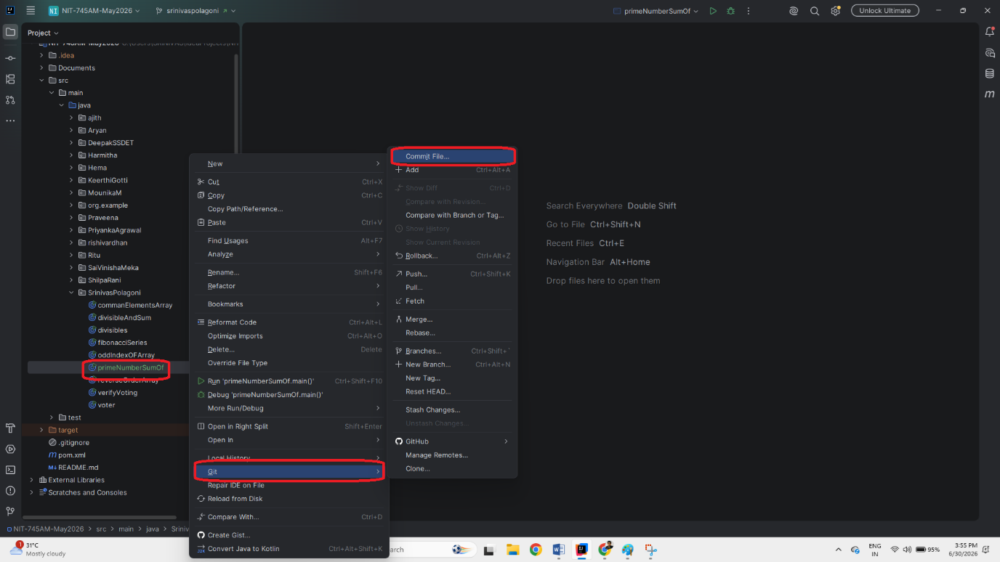 NI NIT-745AM-May2026
srinivaspolagoni
primeNumberSumOf
Unlock Ultimate
Project
.idea
Documents
src
main
java
ajith
Aryan
DeepakSSDET
Harmitha
Hema
KeerthiGotti
MounikaM
org.example
Praveena
PriyankaAgrawal
rishivardhan
Ritu
SaiVinishaMeka
ShilpaRani
SrinivasPolagoni
commanElementsArray
divisibleAndSum
divisibles
fibonacciSeries
oddIndexOFArray
primeNumberSumOf
reverseOrderArray
verifyVoting
voter
test
target
.gitignore
pom.xml
README.md
External Libraries
Scratches and Consoles
New
Cut Ctrl+X
Copy Ctrl+C
Copy Path/Reference...
Paste Ctrl+V
Find Usages Alt+F7
Analyze
Rename... Shift+F6
Refactor
Bookmarks
Reformat Code Ctrl+Alt+L
Optimize Imports Ctrl+Alt+O
Delete... Delete
Override File Type
Run 'primeNumberSumOf.main()' Ctrl+Shift+F10
Debug 'primeNumberSumOf.main()'
More Run/Debug
Open in Right Split Shift+Enter
Open In
Local History
Git
Repair IDE on File
Reload from Disk
Compare With... Ctrl+D
Create Gist...
Convert Java to Kotlin Ctrl+Alt+Shift+K
Commit File...
Add Ctrl+Alt+A
Show Diff Ctrl+D
Compare with Revision...
Compare with Branch or Tag...
Show History
Show Current Revision
Rollback... Ctrl+Alt+Z
Push... Ctrl+Shift+K
Pull...
Fetch
Merge...
Rebase...
Branches... Ctrl+Shift+`
New Branch... Ctrl+Alt+N
New Tag...
Reset HEAD...
Stash Changes...
Unstash Changes...
GitHub
Manage Remotes...
Clone...
Search Everywhere Double Shift
Go to File Ctrl+Shift+N
Recent Files Ctrl+E
Navigation Bar Alt+Home
Drop files here to open them
NIT-745AM-May2026 > src > main > java > Sriniv
1
31°C
Mostly cloudy
arch
ENG
IN
95%
3:55 PM
6/30/2026